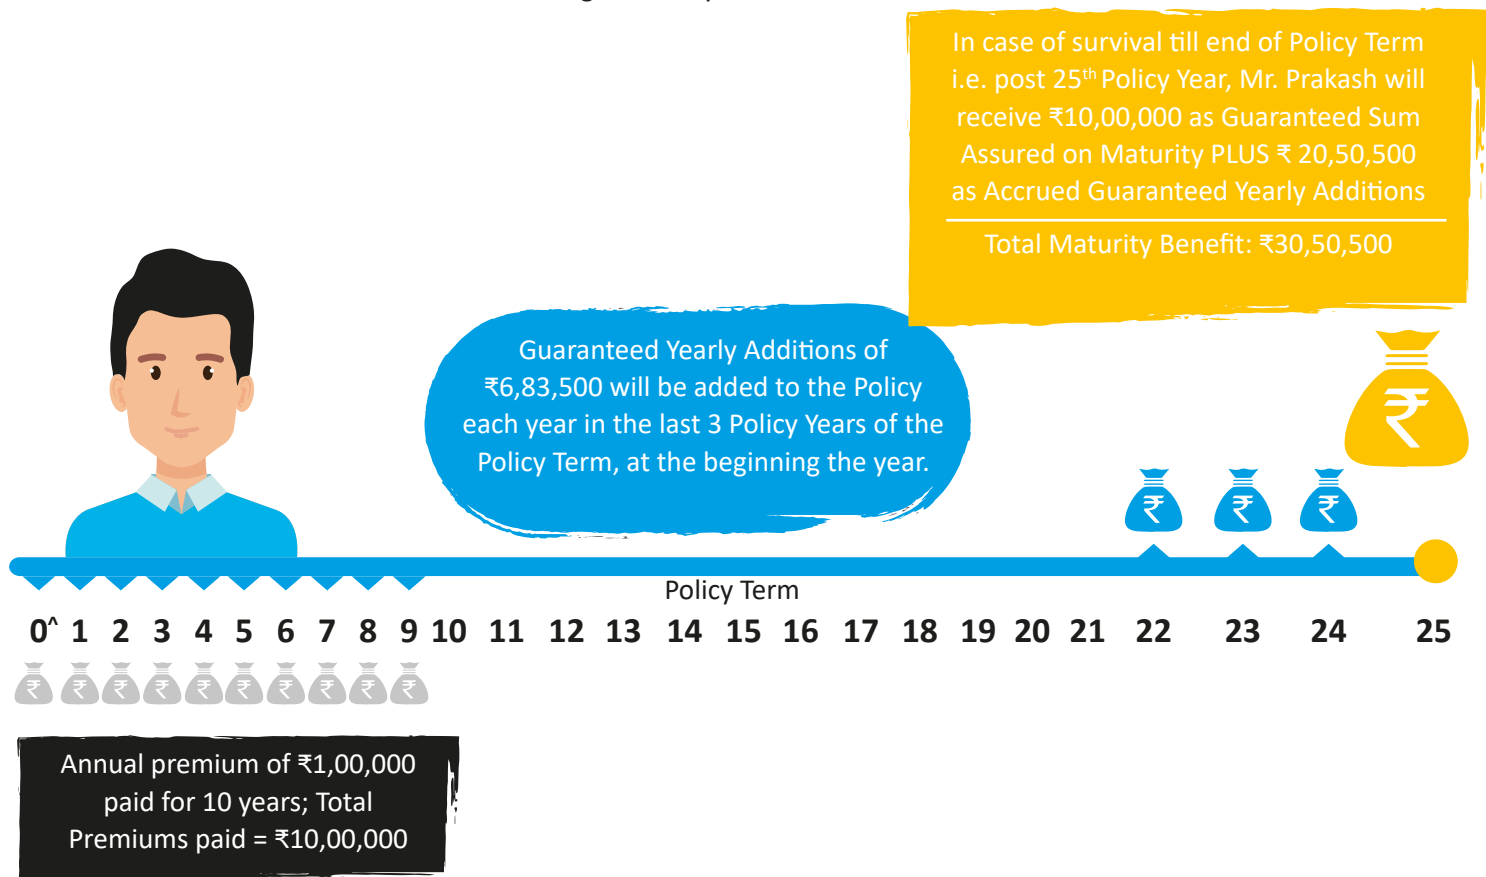 In case of survival till end of Policy Term
i.e. post 25th Policy Year, Mr. Prakash will
receive ₹10,00,000 as Guaranteed Sum
Assured on Maturity PLUS ₹ 20,50,500
as Accrued Guaranteed Yearly Additions
Total Maturity Benefit: ₹30,50,500
Guaranteed Yearly Additions of
₹6,83,500 will be added to the Policy
each year in the last 3 Policy Years of the
Policy Term, at the beginning the year.
₹
₹ ₹ ₹
Policy Term
0^ 1 2 3 4 5 6 7 8 9 10 11 12 13 14 15 16 17 18 19 20 21 22 23 24 25
₹ ₹ ₹ ₹ ₹ ₹ ₹ ₹ ₹ ₹
Annual premium of ₹1,00,000
paid for 10 years; Total
Premiums paid = ₹10,00,000